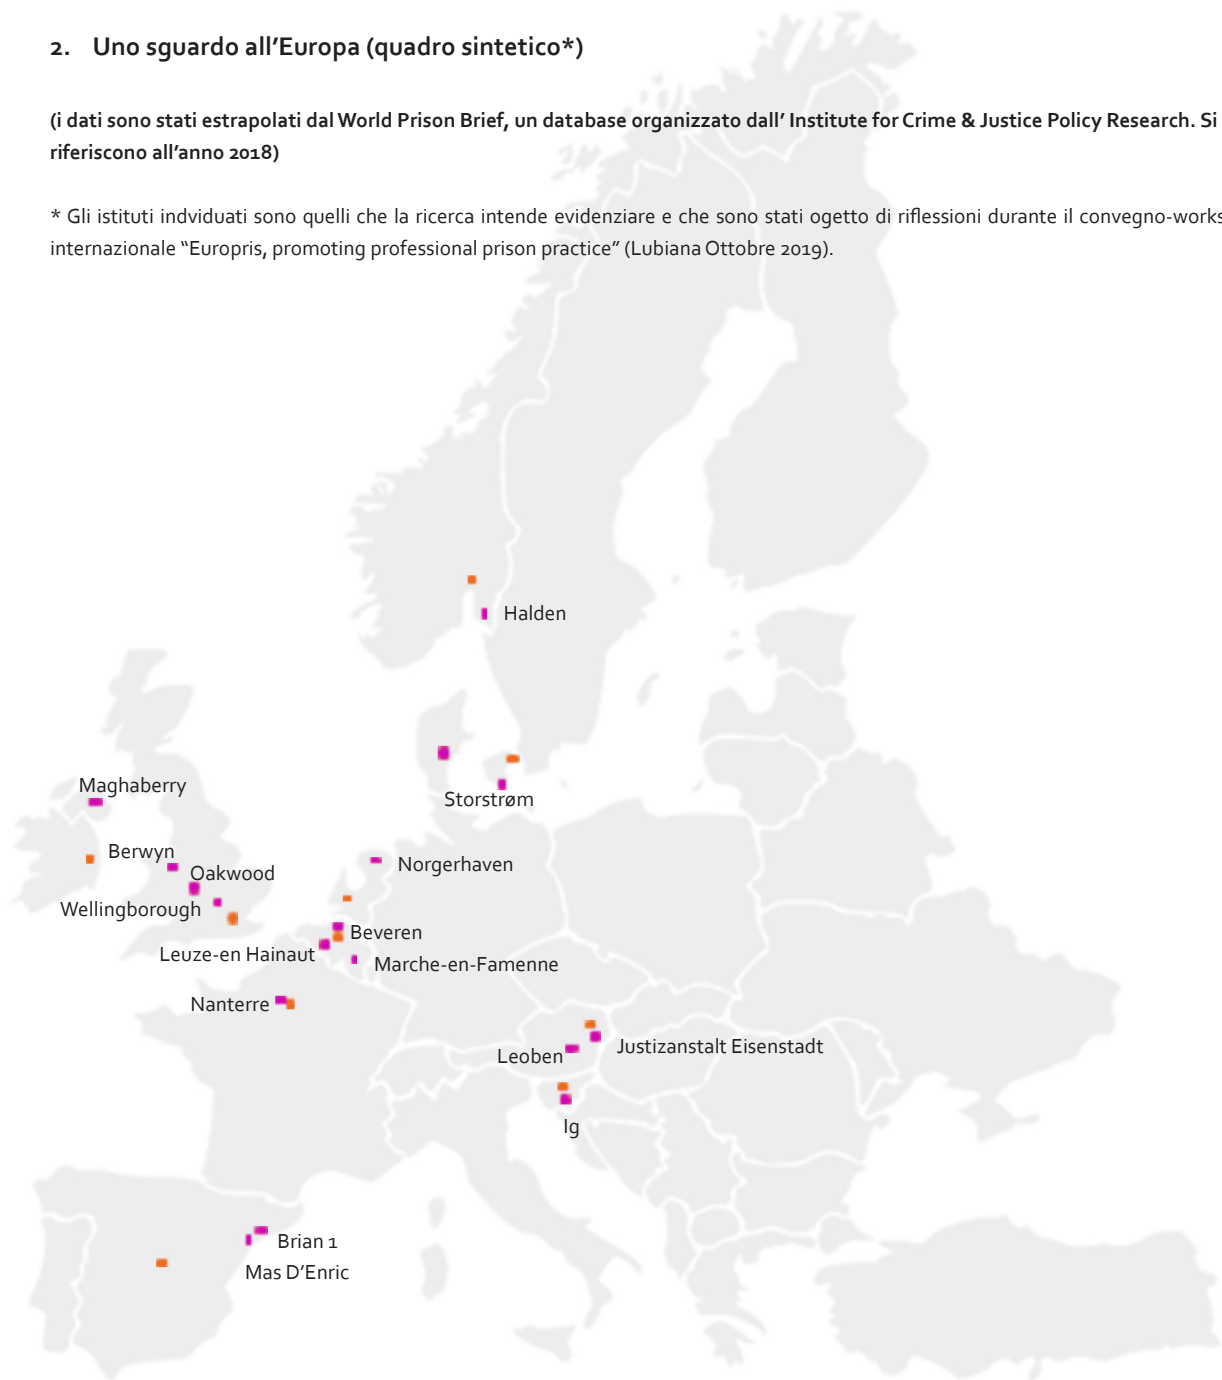 2. Uno sguardo all’Europa (quadro sintetico*)
(i dati sono stati estrapolati dal World Prison Brief, un database organizzato dall’ Institute for Crime & Justice Policy Research. Si
riferiscono all’anno 2018)
* Gli istituti indviduati sono quelli che la ricerca intende evidenziare e che sono stati ogetto di riflessioni durante il convegno-works
internazionale “Europris, promoting professional prison practice” (Lubiana Ottobre 2019).
Halden
Maghaberry
Storstrøm
Berwyn
Norgerhaven
Oakwood
Wellingborough
Beveren
Leuze-en Hainaut
Marche-en-Famenne
Nanterre
Justizanstalt Eisenstadt
Leoben
Ig
Brian 1
Mas D’Enric